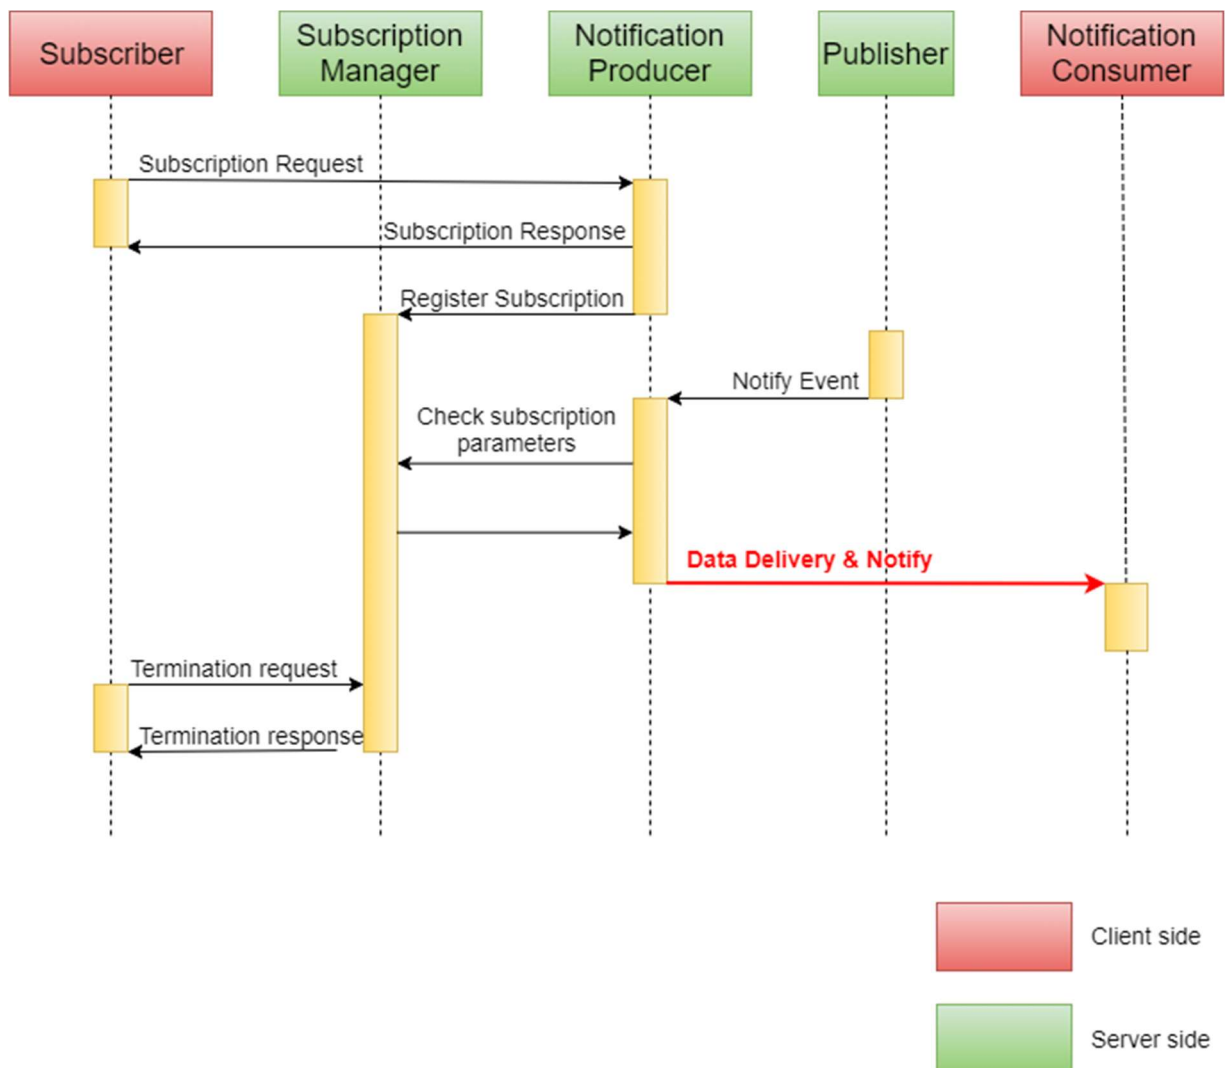 Subscriber
Subscription
Manager
Notification
Producer
Publisher
Notification
Consumer
Subscription Request
Subscription Response
Register Subscription
Notify Event
Check subscription
parameters
Data Delivery & Notify
Termination request
Termination response
Client side
Server side